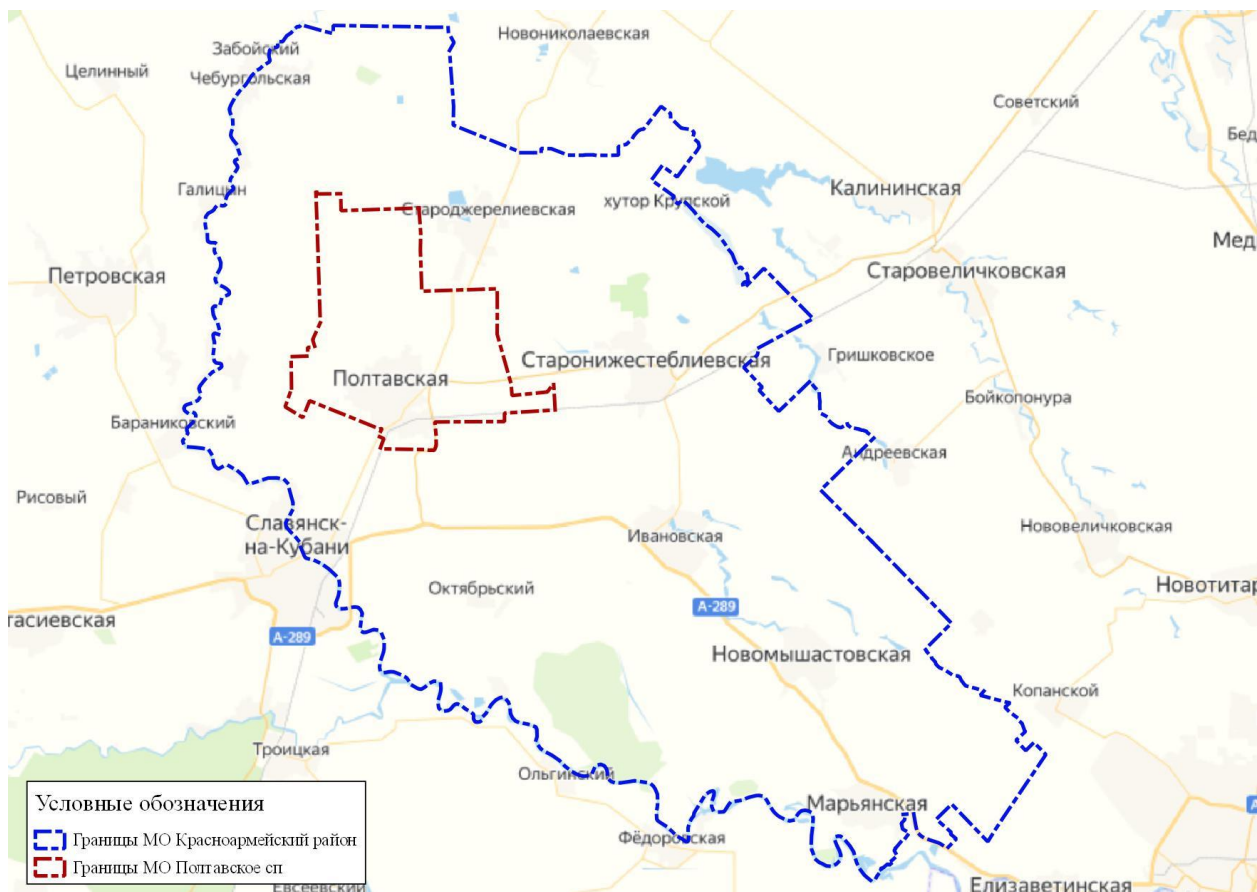 Новониколаевская
Забойский
Целинный
Чебургольская
Советский
Бед
Галицын
Калининская
Староджерелиевская
хутор Крупской
Мед
Петровская
Старовеличковская
Старонижестеблиевская
Гришковское
Полтавская
Бойкопонура
Бараниковский
Андреевская
Рисовый
Славянск-
на-Кубани
Ивановская
Нововеличковская
Октябрьский
Новотитар
А-289
тасиевская
А-289
Новомышастовская
Копанской
Троицкая
Ольгинский
Марьянская
Фёдоровская
Елизаветинская
Евсеевский
Условные обозначения
Границы МО Красноармейский район
Границы МО Полтавское сп